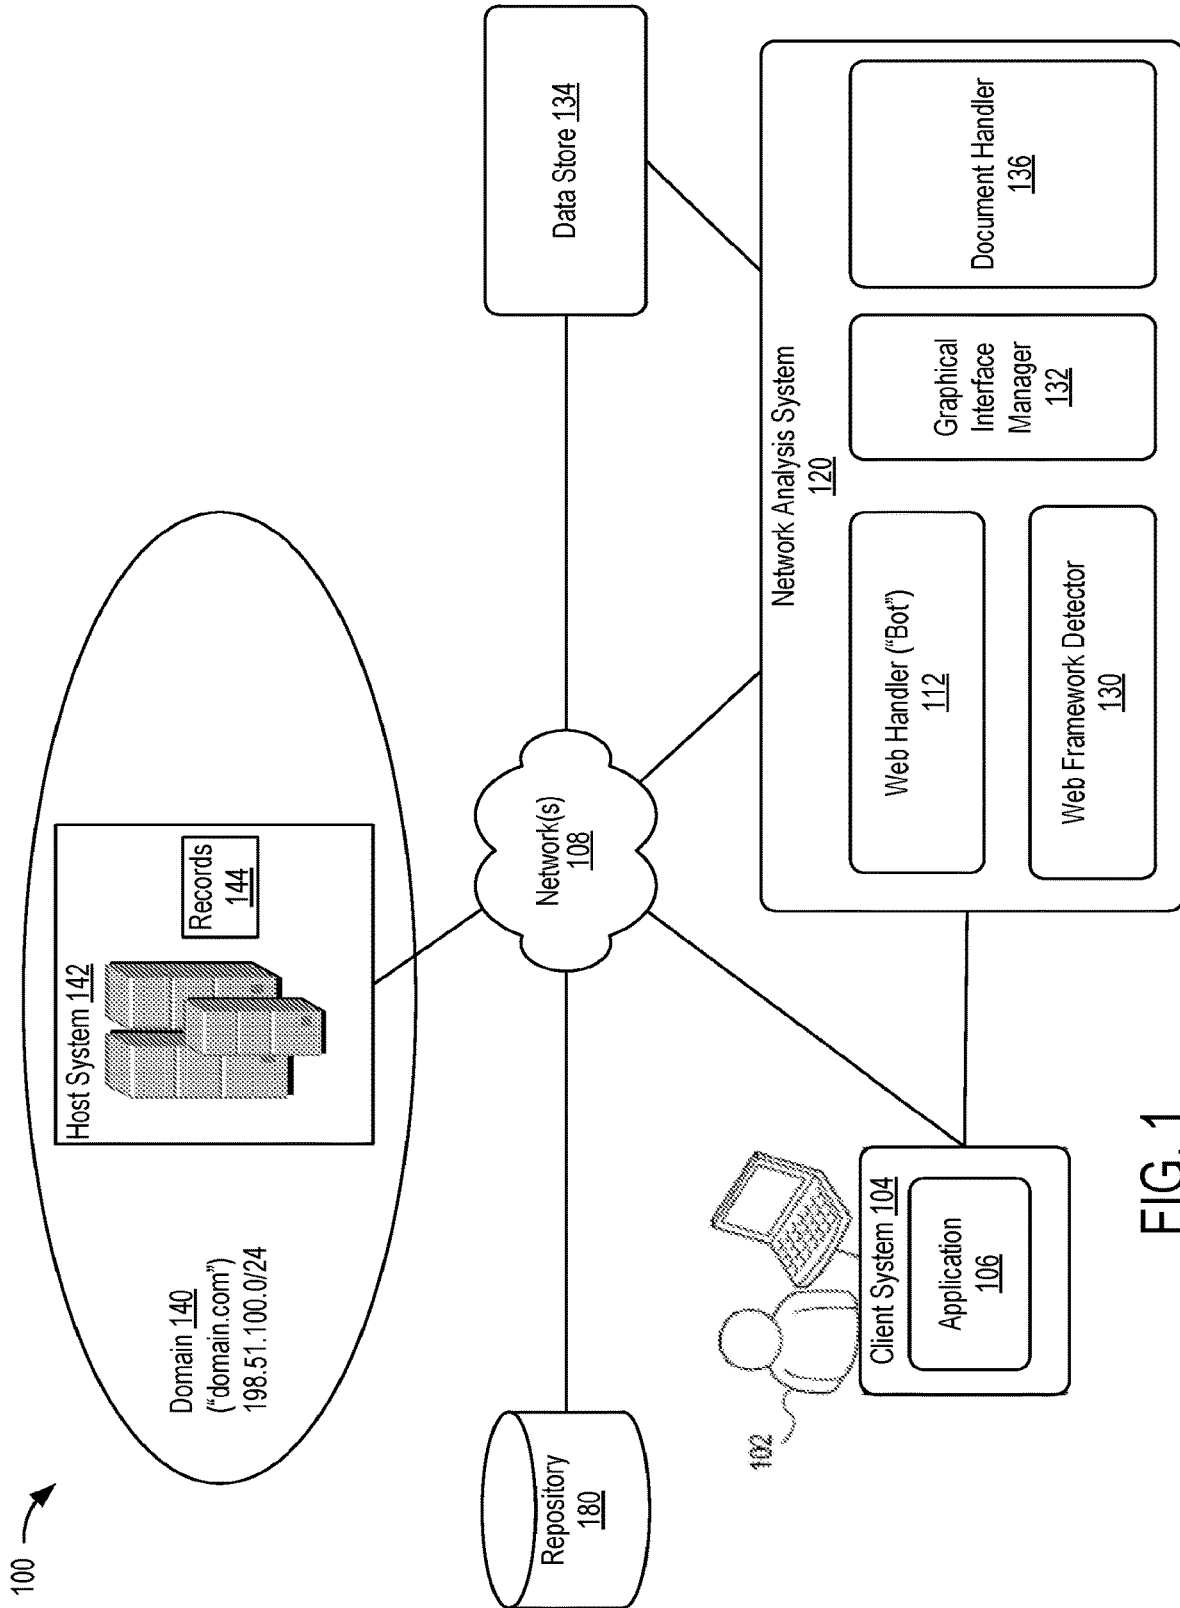 100
Domain 140
("domain.com")
198.51.100.0/24
Host System 142
Records
144
Repository
180
Network(s)
108
Data Store 134
102
Client System 104
Application
106
Network Analysis System
120
Web Handler ("Bot")
112
Web Framework Detector
130
Graphical
Interface
Manager
132
Document Handler
136
FIG. 1